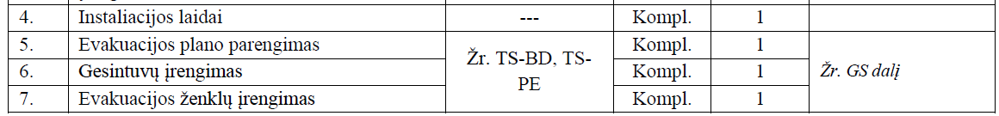 4. Instaliacijos laidai --- Kompl. 1
5. Evakuacijos plano parengimas Žr. TS-BD, TS-PE Kompl. 1 Žr. GS dalį
6. Gesintuvų įrengimas Kompl. 1
7. Evakuacijos ženklų įrengimas Kompl. 1